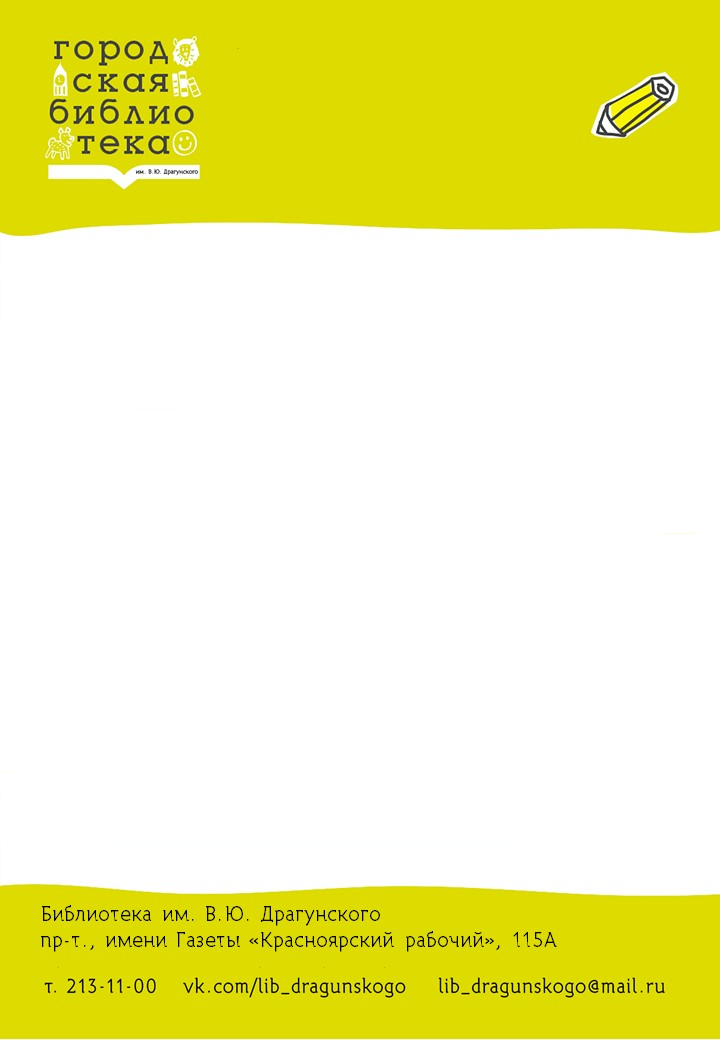 город
ская
библио
тека
им. В.Ю. Драгунского
Библиотека им. В.Ю. Драгунского
пр-т., имени Газеты «Красноярский рабочий», 115А
т. 213-11-00 vk.com/lib_dragunskogo lib_dragunskogo@mail.ru